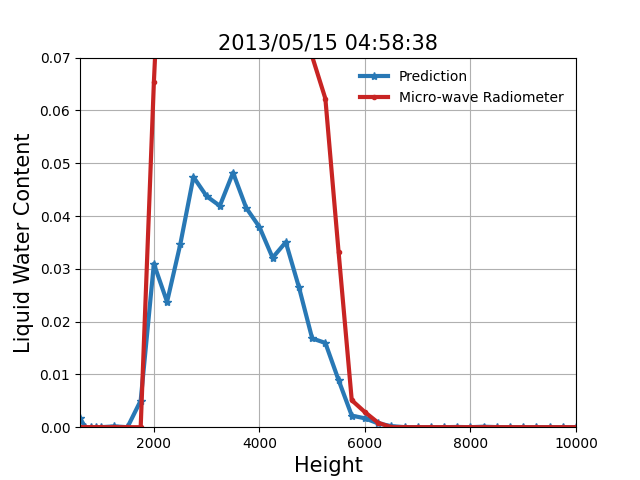 2013/05/15 04:58:38
0.07
0.06
0.05
0.04
0.03
0.02
0.01
0.00
Liquid Water Content
Prediction
Micro-wave Radiometer
2000 4000 6000 8000 10000
Height